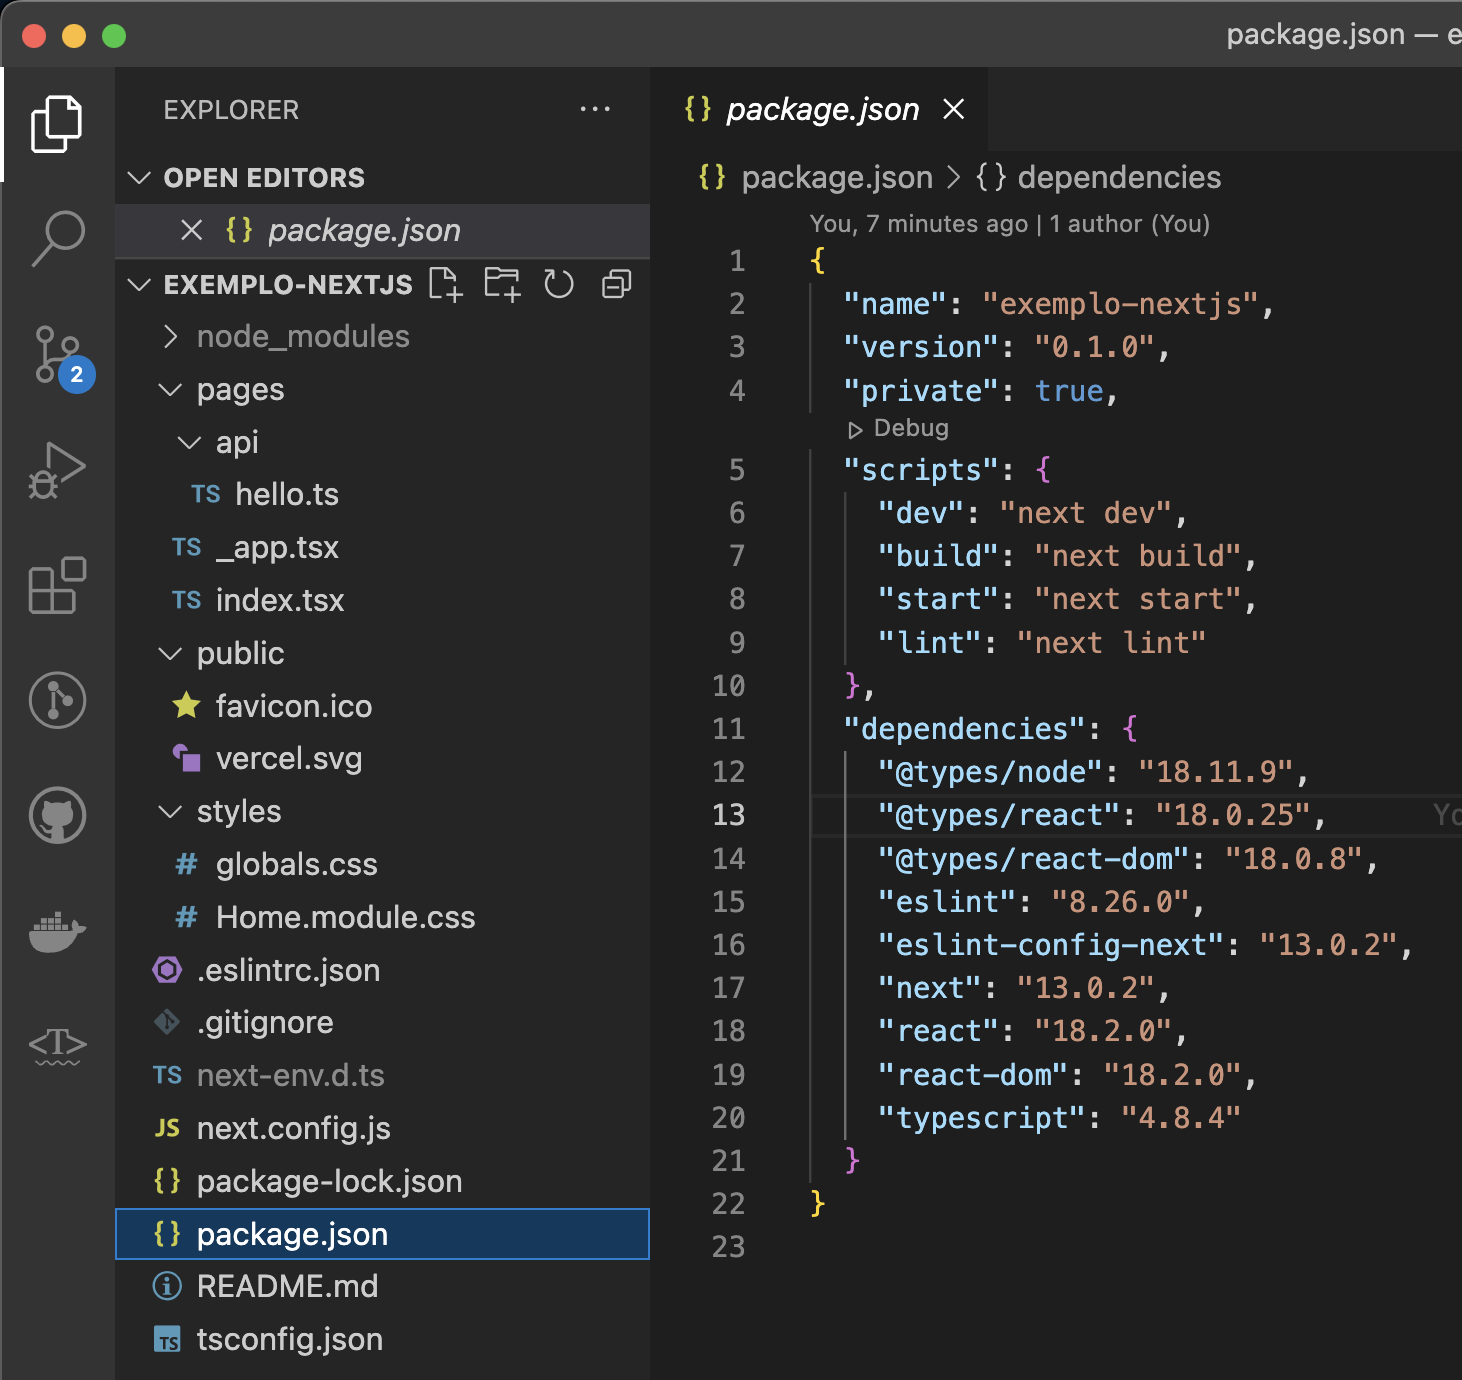 package.json — e
EXPLORER
OPEN EDITORS
package.json
EXEMPLO-NEXTJS
node_modules
pages
api
TS hello.ts
TS _app.tsx
TS index.tsx
public
favicon.ico
vercel.svg
styles
# globals.css
# Home.module.css
.eslintrc.json
.gitignore
TS next-env.d.ts
JS next.config.js
{} package-lock.json
{} package.json
README.md
TS tsconfig.json
2
{} package.json
{} package.json > {} dependencies
You, 7 minutes ago | 1 author (You)
1 {
2 "name": "exemplo-nextjs",
3 "version": "0.1.0",
4 "private": true,
Debug
5 "scripts": {
6 "dev": "next dev",
7 "build": "next build",
8 "start": "next start",
9 "lint": "next lint"
10 },
11 "dependencies": {
12 "@types/node": "18.11.9",
13 "@types/react": "18.0.25", Yo
14 "@types/react-dom": "18.0.8",
15 "eslint": "8.26.0",
16 "eslint-config-next": "13.0.2",
17 "next": "13.0.2",
18 "react": "18.2.0",
19 "react-dom": "18.2.0",
20 "typescript": "4.8.4"
21 }
22 }
23